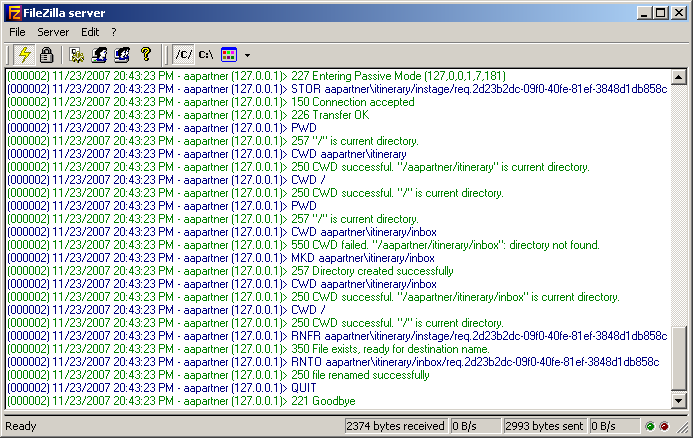 FileZilla server
File Server Edit ?
/C/ C:\
(000002) 11/23/2007 20:43:23 PM - aapartner (127.0.0.1)> 227 Entering Passive Mode (127,0,0,1,7,181)
(000002) 11/23/2007 20:43:23 PM - aapartner (127.0.0.1)> STOR aapartner\itinerary/instage/req.2d23b2dc-09f0-40fe-81ef-3848d1db858c
(000002) 11/23/2007 20:43:23 PM - aapartner (127.0.0.1)> 150 Connection accepted
(000002) 11/23/2007 20:43:23 PM - aapartner (127.0.0.1)> 226 Transfer OK
(000002) 11/23/2007 20:43:23 PM - aapartner (127.0.0.1)> PWD
(000002) 11/23/2007 20:43:23 PM - aapartner (127.0.0.1)> 257 "/" is current directory.
(000002) 11/23/2007 20:43:23 PM - aapartner (127.0.0.1)> CWD aapartner\itinerary
(000002) 11/23/2007 20:43:23 PM - aapartner (127.0.0.1)> 250 CWD successful. "/aapartner/itinerary" is current directory.
(000002) 11/23/2007 20:43:23 PM - aapartner (127.0.0.1)> CWD /
(000002) 11/23/2007 20:43:23 PM - aapartner (127.0.0.1)> 250 CWD successful. "/" is current directory.
(000002) 11/23/2007 20:43:23 PM - aapartner (127.0.0.1)> PWD
(000002) 11/23/2007 20:43:23 PM - aapartner (127.0.0.1)> 257 "/" is current directory.
(000002) 11/23/2007 20:43:23 PM - aapartner (127.0.0.1)> CWD aapartner\itinerary/inbox
(000002) 11/23/2007 20:43:23 PM - aapartner (127.0.0.1)> 550 CWD failed. "/aapartner/itinerary/inbox": directory not found.
(000002) 11/23/2007 20:43:23 PM - aapartner (127.0.0.1)> MKD aapartner\itinerary/inbox
(000002) 11/23/2007 20:43:23 PM - aapartner (127.0.0.1)> 257 Directory created successfully
(000002) 11/23/2007 20:43:23 PM - aapartner (127.0.0.1)> CWD aapartner\itinerary/inbox
(000002) 11/23/2007 20:43:23 PM - aapartner (127.0.0.1)> 250 CWD successful. "/aapartner/itinerary/inbox" is current directory.
(000002) 11/23/2007 20:43:23 PM - aapartner (127.0.0.1)> CWD /
(000002) 11/23/2007 20:43:23 PM - aapartner (127.0.0.1)> 250 CWD successful. "/" is current directory.
(000002) 11/23/2007 20:43:23 PM - aapartner (127.0.0.1)> RNFR aapartner\itinerary/instage/req.2d23b2dc-09f0-40fe-81ef-3848d1db858c
(000002) 11/23/2007 20:43:23 PM - aapartner (127.0.0.1)> 350 File exists, ready for destination name.
(000002) 11/23/2007 20:43:23 PM - aapartner (127.0.0.1)> RNTO aapartner\itinerary/inbox/req.2d23b2dc-09f0-40fe-81ef-3848d1db858c
(000002) 11/23/2007 20:43:23 PM - aapartner (127.0.0.1)> 250 file renamed successfully
(000002) 11/23/2007 20:43:23 PM - aapartner (127.0.0.1)> QUIT
(000002) 11/23/2007 20:43:23 PM - aapartner (127.0.0.1)> 221 Goodbye
Ready 2374 bytes received 0 B/s 2993 bytes sent 0 B/s